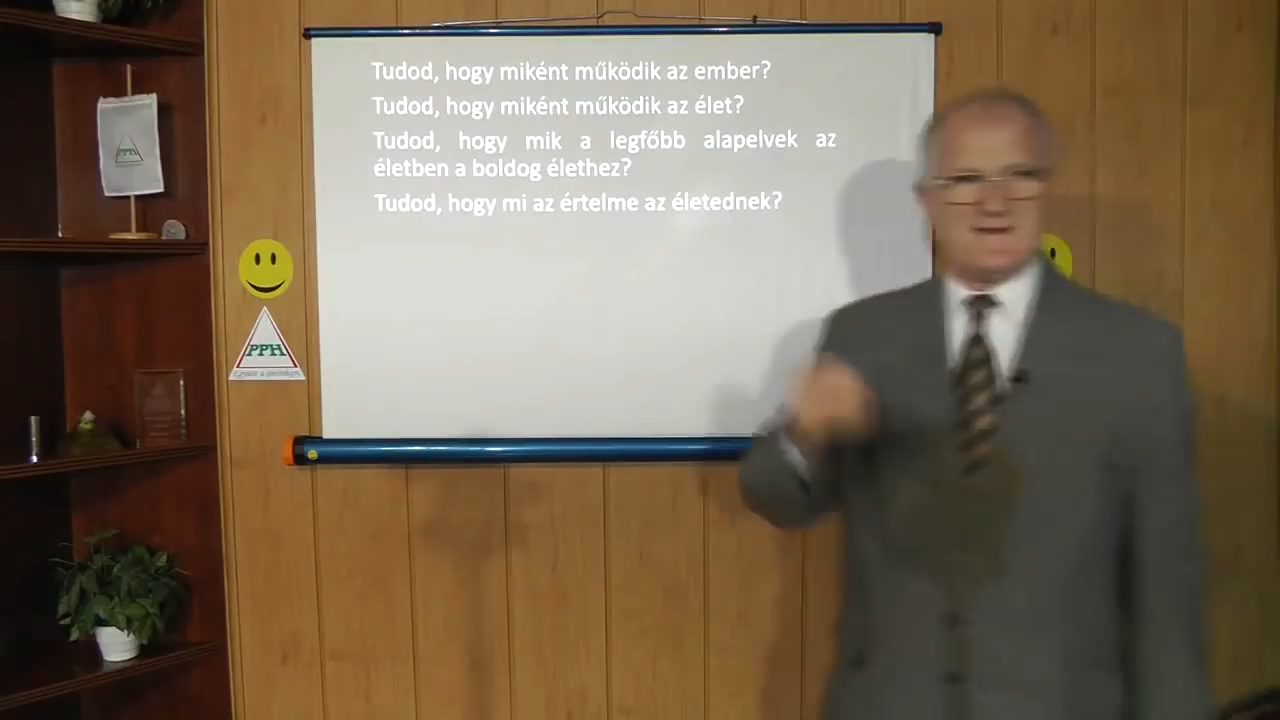 Tudod, hogy miként működik az ember?
Tudod, hogy miként működik az élet?
Tudod, hogy mik a legfőbb alapelvek az
életben a boldog élethez?
Tudod, hogy mi az értelme az életednek?
PPH
PPH